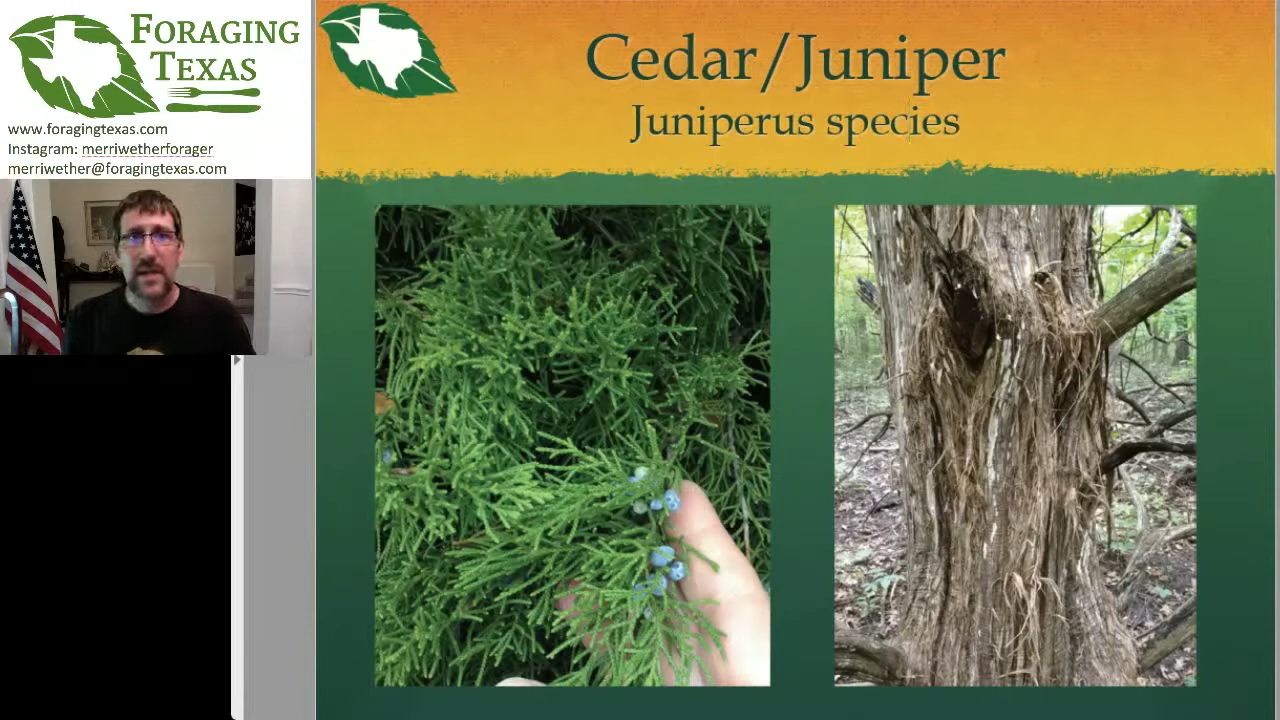 FORAGING
TEXAS
www.foragingtexas.com
Instagram: merriwetherforager
merriwether@foragingtexas.com
Cedar/Juniper
Juniperus species